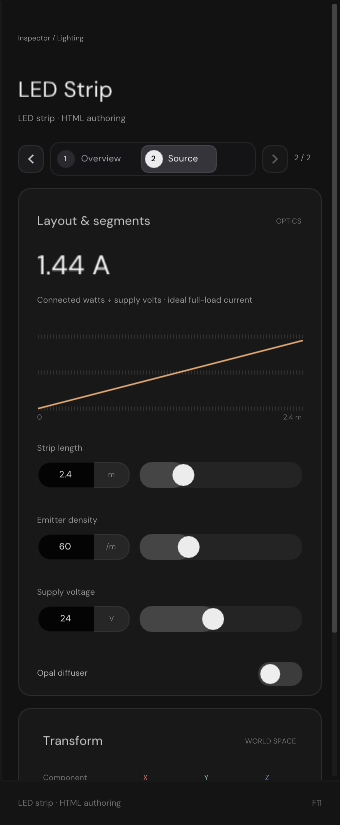 Inspector / Lighting
LED Strip
LED strip · HTML authoring
1 Overview 2 Source 2 / 2
Layout & segments OPTICS
1.44 A
Connected watts ÷ supply volts · ideal full-load current
0 2.4 m
Strip length
2.4 m
Emitter density
60 /m
Supply voltage
24 V
Opal diffuser
Transform WORLD SPACE
Component X Y Z
LED strip · HTML authoring F11